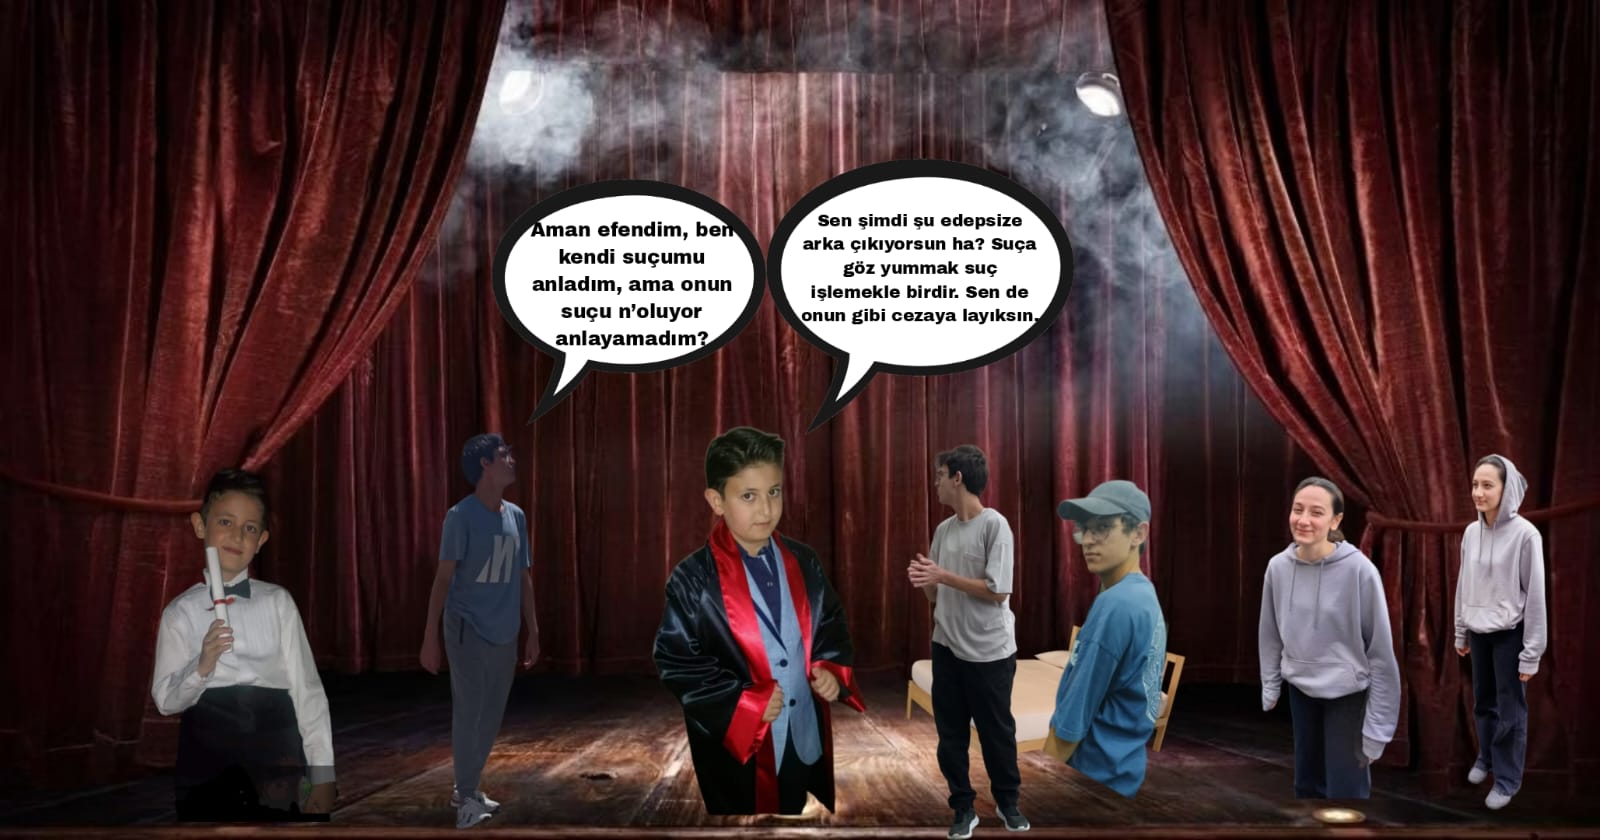 Aman efendim, ben
kendi suçumu
anladım, ama onun
suçu n’oluyor
anlayamadım?
Sen şimdi şu edepsize
arka çıkıyorsun ha? Suça
göz yummak suç
işlemekle birdir. Sen de
onun gibi cezaya layıksın.